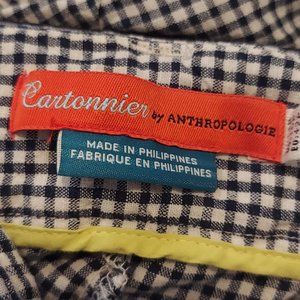 Cartonnier by ANTHROPOLOGIE
MADE IN PHILIPPINES
FABRIQUE EN PHILIPPINES